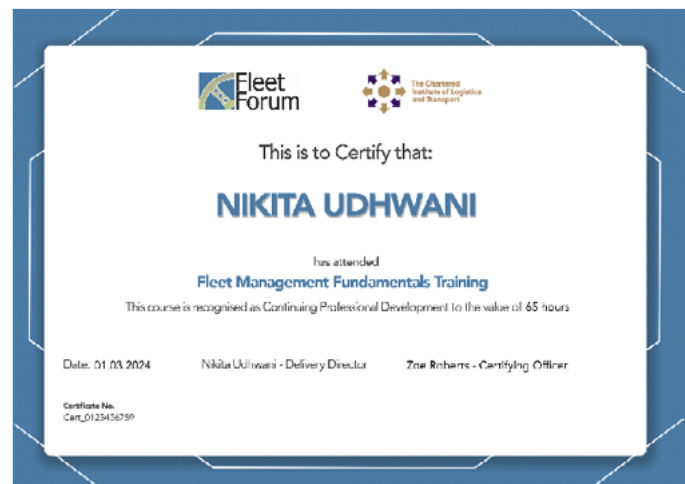 Fleet
Forum
The Chartered
Institute of Logistics
and Transport
This is to Certify that:
NIKITA UDHWANI
has attended
Fleet Management Fundamentals Training
This course is recognised as Continuing Professional Development to the value of 65 hours
Date: 01.03.2024 Nikita Udhwani - Delivery Director Zoe Roberts - Certifying Officer
Certificate No.
Cert_0123456789